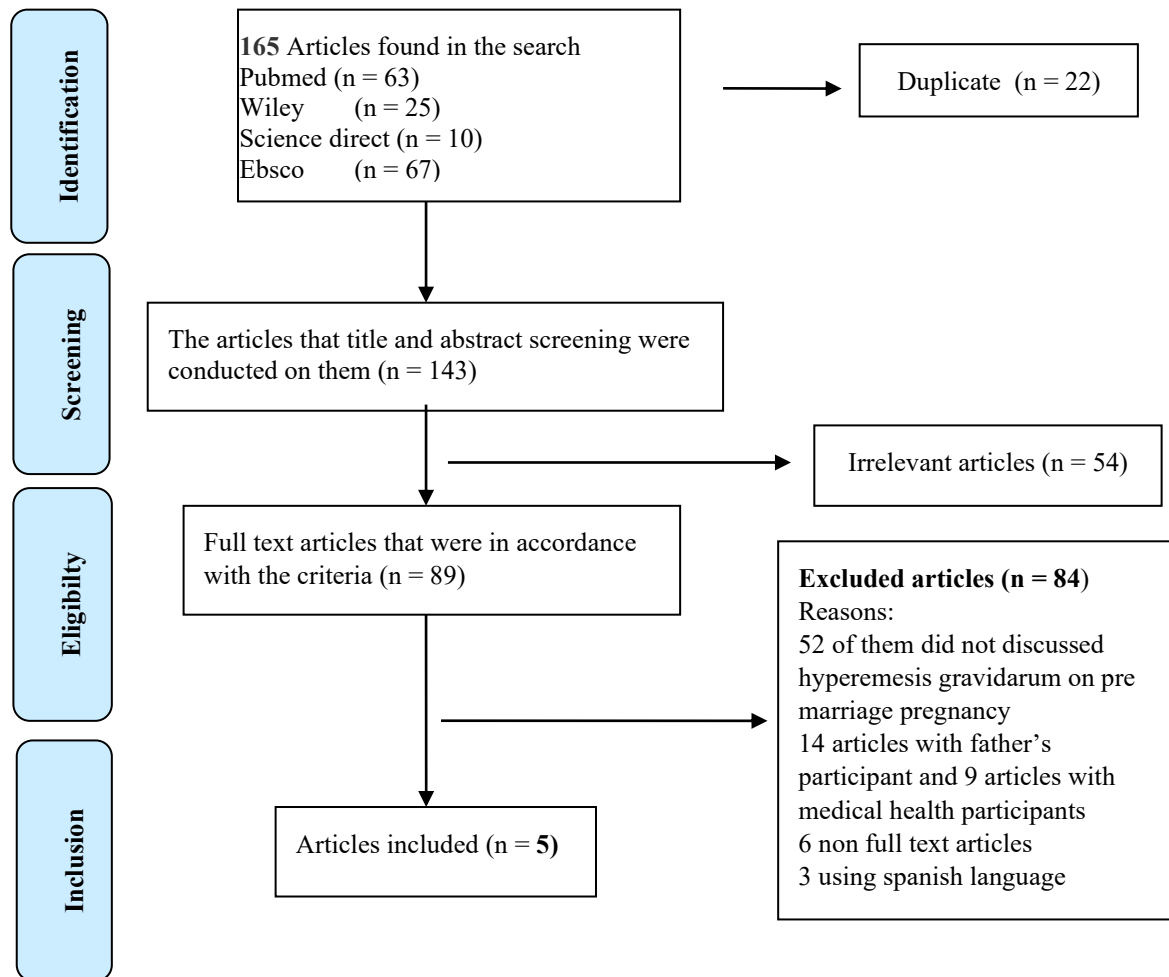 Identification
165 Articles found in the search
Pubmed (n = 63)
Wiley (n = 25)
Science direct (n = 10)
Ebsco (n = 67)
Duplicate (n = 22)
Screening
The articles that title and abstract screening were
conducted on them (n = 143)
Irrelevant articles (n = 54)
Eligibilty
Full text articles that were in accordance
with the criteria (n = 89)
Excluded articles (n = 84)
Reasons:
52 of them did not discussed
hyperemesis gravidarum on pre
marriage pregnancy
14 articles with father’s
participant and 9 articles with
medical health participants
6 non full text articles
3 using spanish language
Inclusion
Articles included (n = 5)